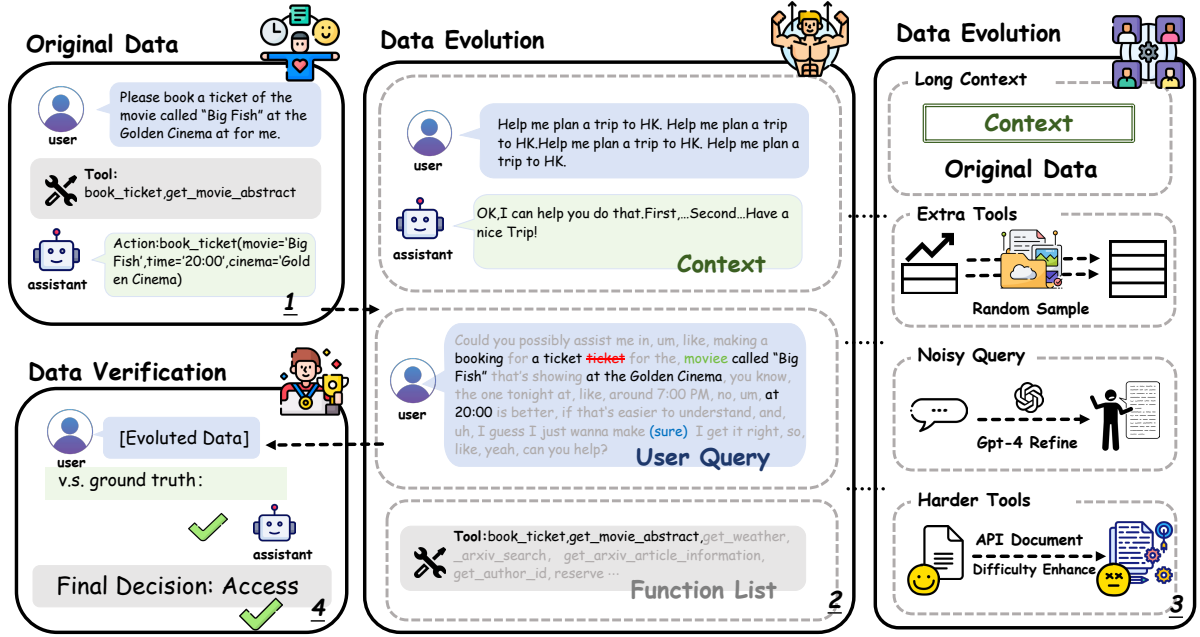 Original Data
Please book a ticket of the
movie called “Big Fish” at the
Golden Cinema at for me.
user
Tool:
book_ticket,get_movie_abstract
Action:book_ticket(movie=‘Big
Fish’,time=’20:00’,cinema=‘Gold
en Cinema)
assistant
1
Data Verification
[Evoluted Data]
user
v.s. ground truth:
assistant
Final Decision: Access
4
Data Evolution
Help me plan a trip to HK. Help me plan a trip
to HK.Help me plan a trip to HK. Help me plan a
trip to HK.
user
OK,I can help you do that.First,…Second…Have a
nice Trip!
assistant
Context
Could you possibly assist me in, um, like, making a
booking for a ticket ticket for the, moviee called “Big
Fish” that’s showing at the Golden Cinema, you know,
the one tonight at, like, around 7:00 PM, no, um, at
20:00 is better, if that’s easier to understand, and,
uh, I guess I just wanna make (sure) I get it right, so,
like, yeah, can you help?
user
User Query
Tool:book_ticket,get_movie_abstract,get_weather,
_arxiv_search, get_arxiv_article_information,
get_author_id, reserve …
Function List
2
Data Evolution
Long Context
Context
Original Data
Extra Tools
Random Sample
Noisy Query
Gpt-4 Refine
Harder Tools
API Document
Difficulty Enhance
3